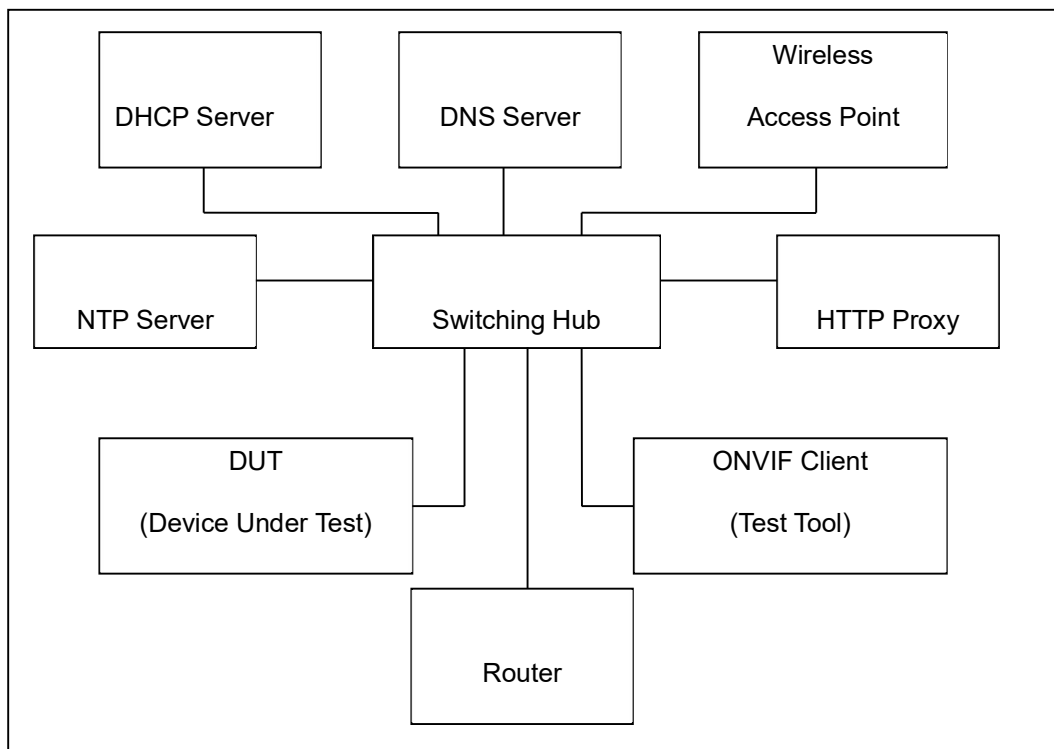 Wireless
DHCP Server
DNS Server
Access Point
NTP Server
Switching Hub
HTTP Proxy
DUT
(Device Under Test)
ONVIF Client
(Test Tool)
Router